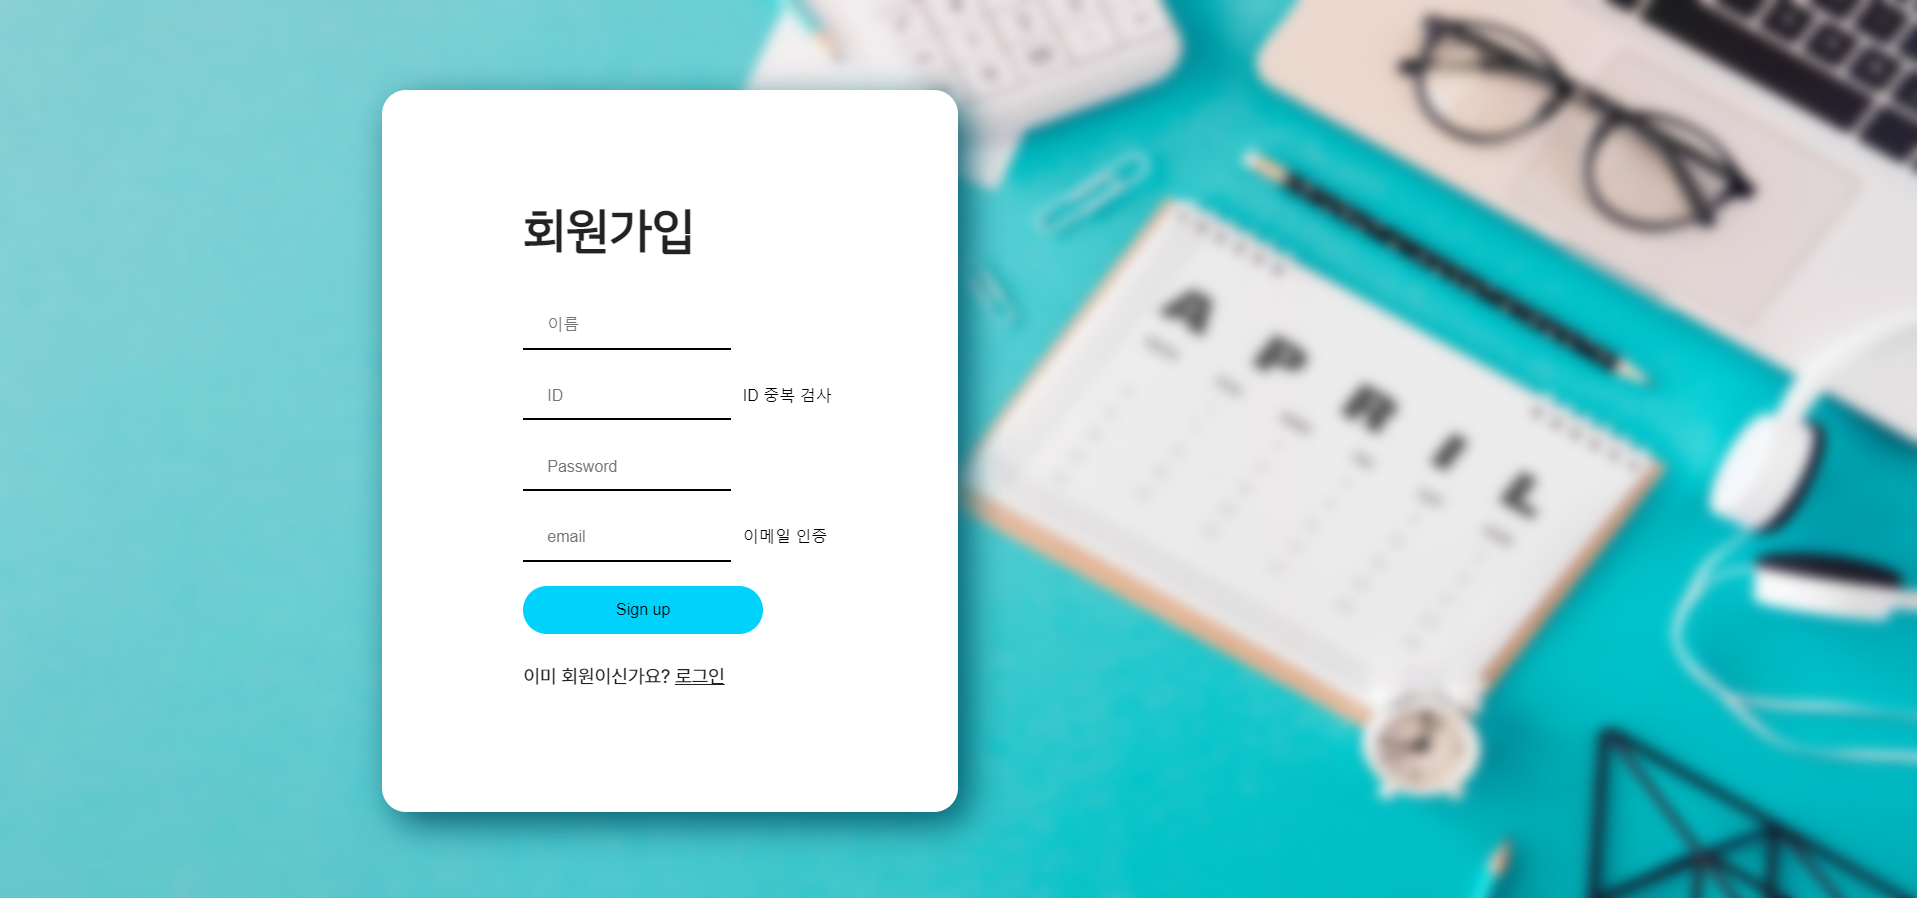 회원가입
이름
ID ID 중복 검사
Password
email 이메일 인증
Sign up
이미 회원이신가요? 로그인
APRIL